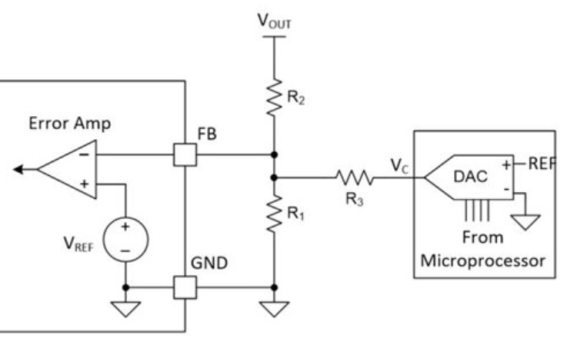 VOUT
R2
Error Amp
FB
VC
+ REF
DAC
-
R3
R1
-
+
From
Microprocessor
VREF
+
-
GND